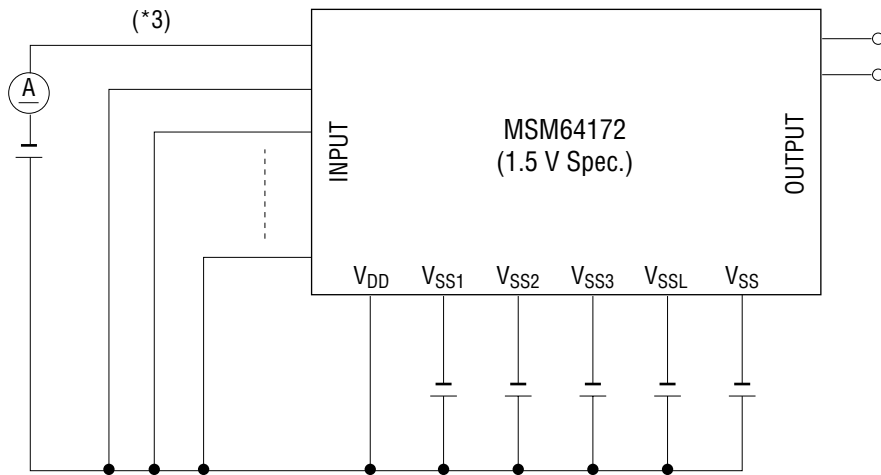 (*3)
A
INPUT
MSM64172
(1.5 V Spec.)
OUTPUT
VDD VSS1 VSS2 VSS3 VSSL VSS